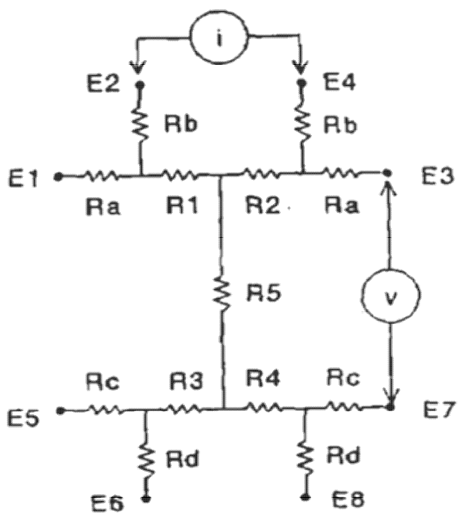 i
E2 E4
Rb Rb
E1 E3
Ra R1 R2 Ra
R5
v
Rc R3 R4 Rc
E5 E7
Rd Rd
E6 E8